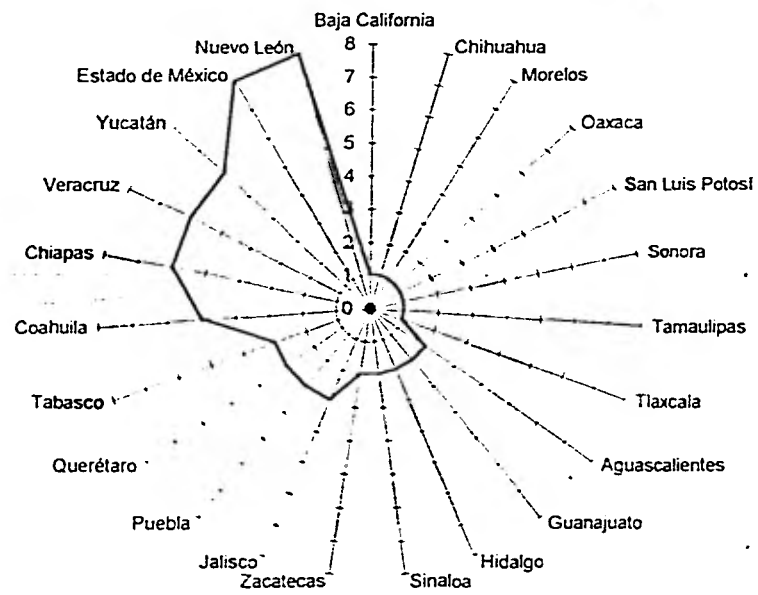 Baja California
Nuevo León
8
Chihuahua
Estado de México
7
Morelos
6
Yucatán
5
Oaxaca
4
Veracruz
3
San Luis Potosí
2
Chiapas
1
Sonora
0
Coahuila
Tamaulipas
Tabasco
Tlaxcala
Querétaro
Aguascalientes
Puebla
Guanajuato
Jalisco
Hidalgo
Zacatecas
Sinaloa